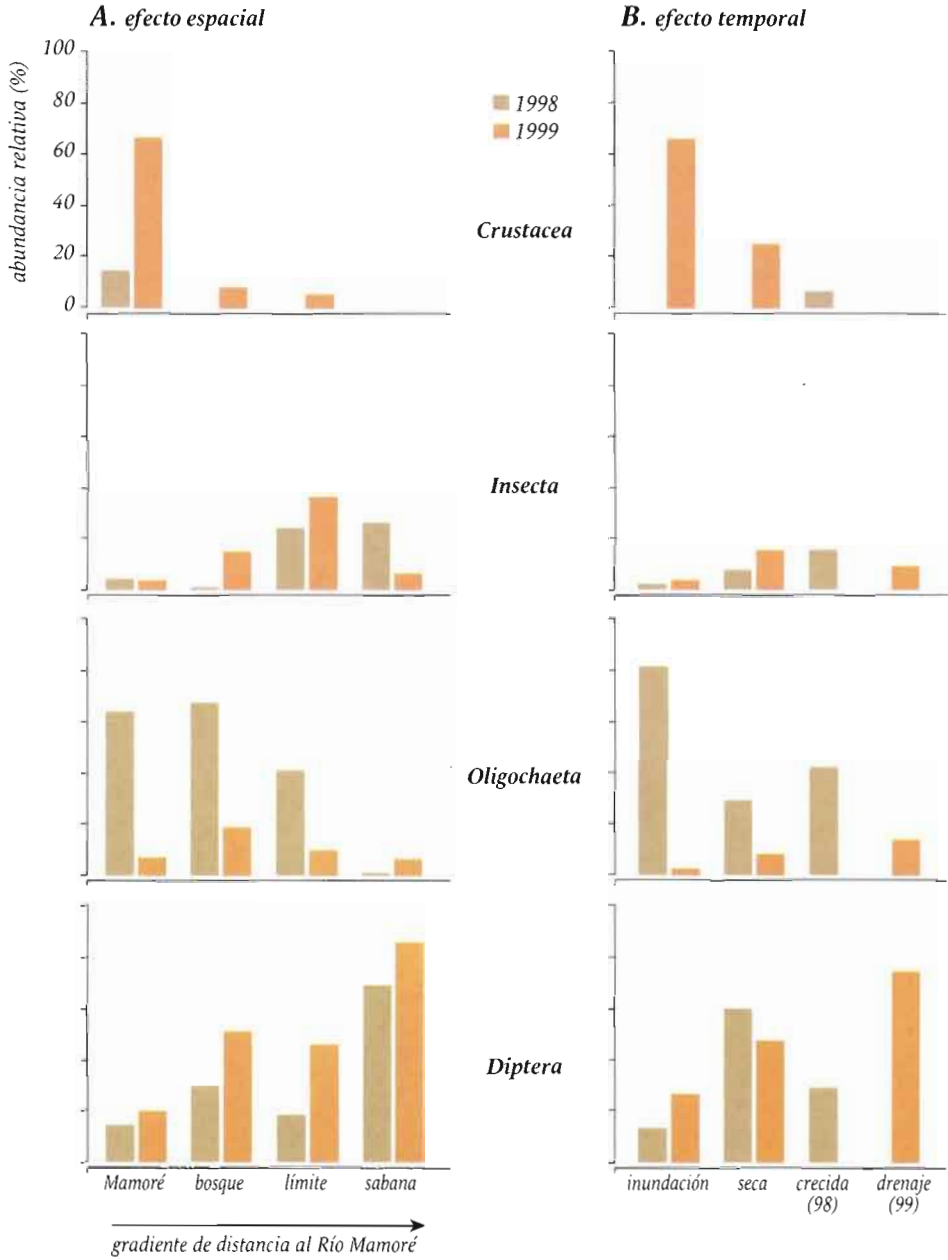 A. efecto espacial
B. efecto temporal
abundancia relativa (%)
100
80
60
40
20
0
1998
1999
Crustacea
Insecta
Oligochaeta
Diptera
Mamoré bosque límite sabana
gradiente de distancia al Río Mamoré
inundación seca crecida drenaje
(98) (99)